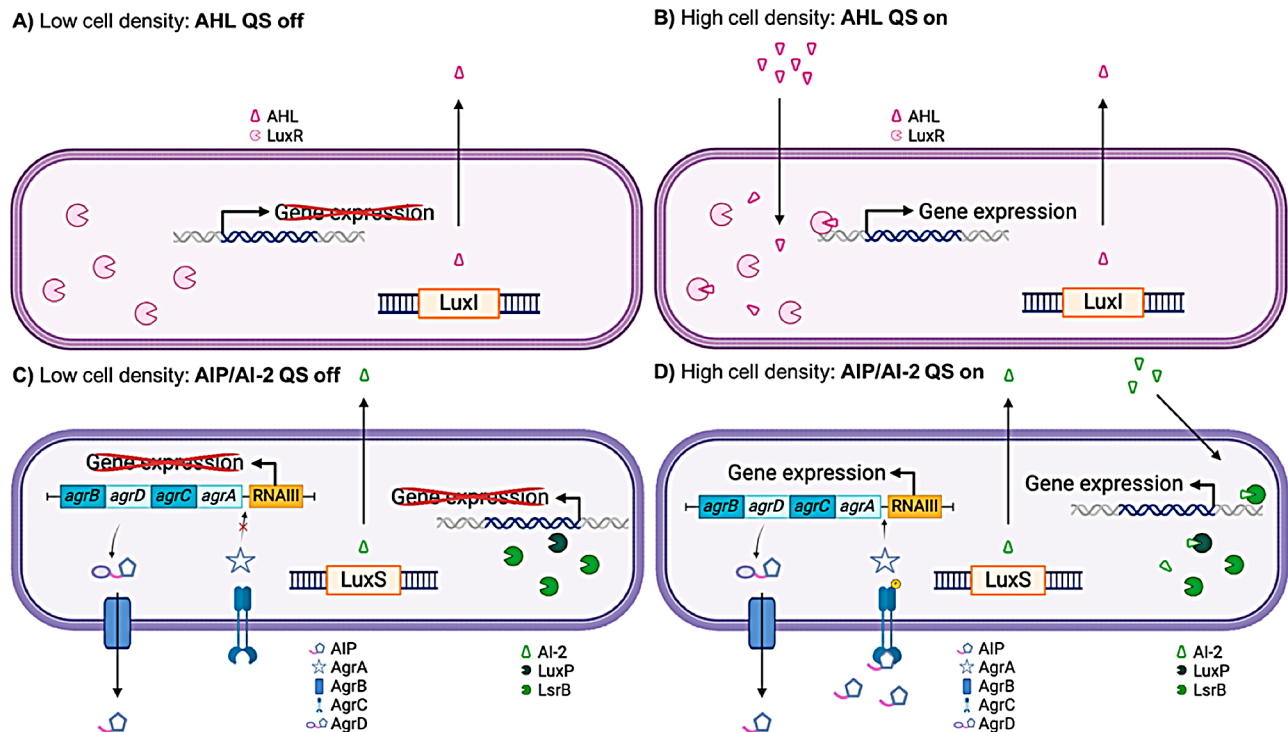 A) Low cell density: AHL QS off
AHL
LuxR
Gene expression
LuxI
B) High cell density: AHL QS on
AHL
LuxR
Gene expression
LuxI
C) Low cell density: AIP/AI-2 QS off
Gene expression
agrB agrD agrC agrA RNAIII
Gene expression
LuxS
AIP
AgrA
AgrB
AgrC
AgrD
AI-2
LuxP
LsrB
D) High cell density: AIP/AI-2 QS on
Gene expression
agrB agrD agrC agrA RNAIII
Gene expression
LuxS
AIP
AgrA
AgrB
AgrC
AgrD
AI-2
LuxP
LsrB